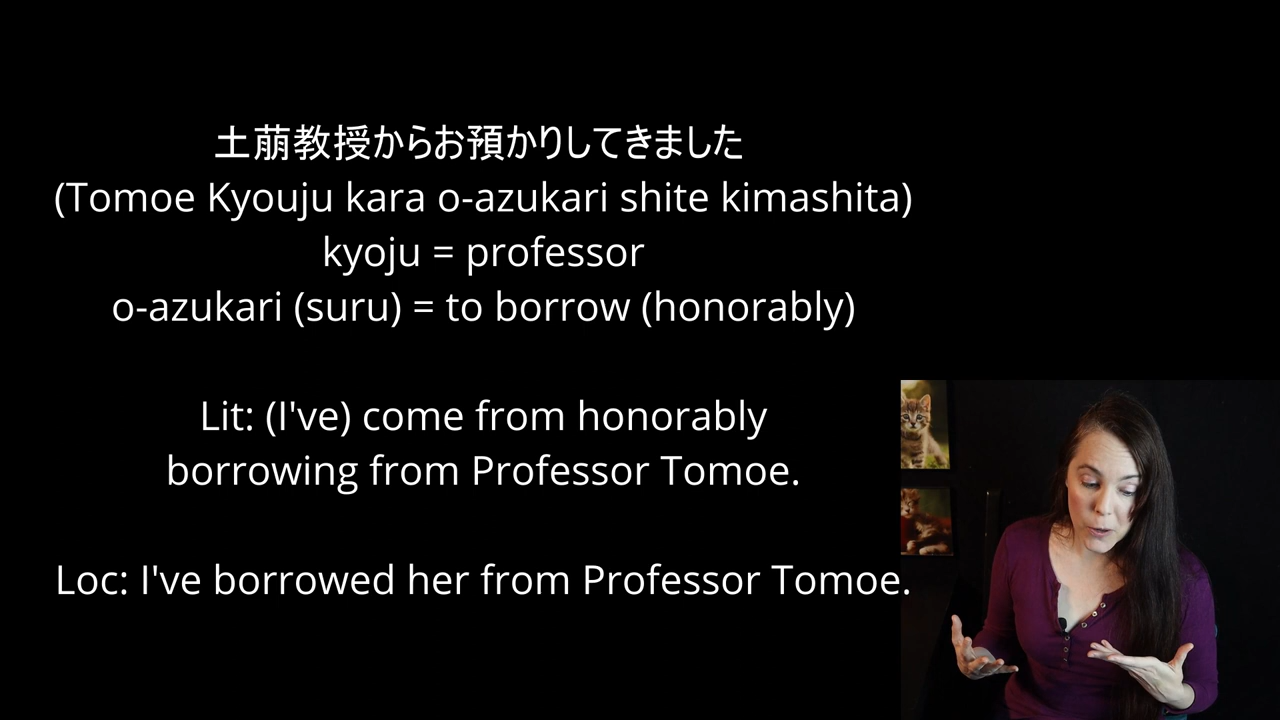 土萠教授からお預かりしてきました
(Tomoe Kyouju kara o-azukari shite kimashita)
kyoju = professor
o-azukari (suru) = to borrow (honorably)
Lit: (I've) come from honorably
borrowing from Professor Tomoe.
Loc: I've borrowed her from Professor Tomoe.